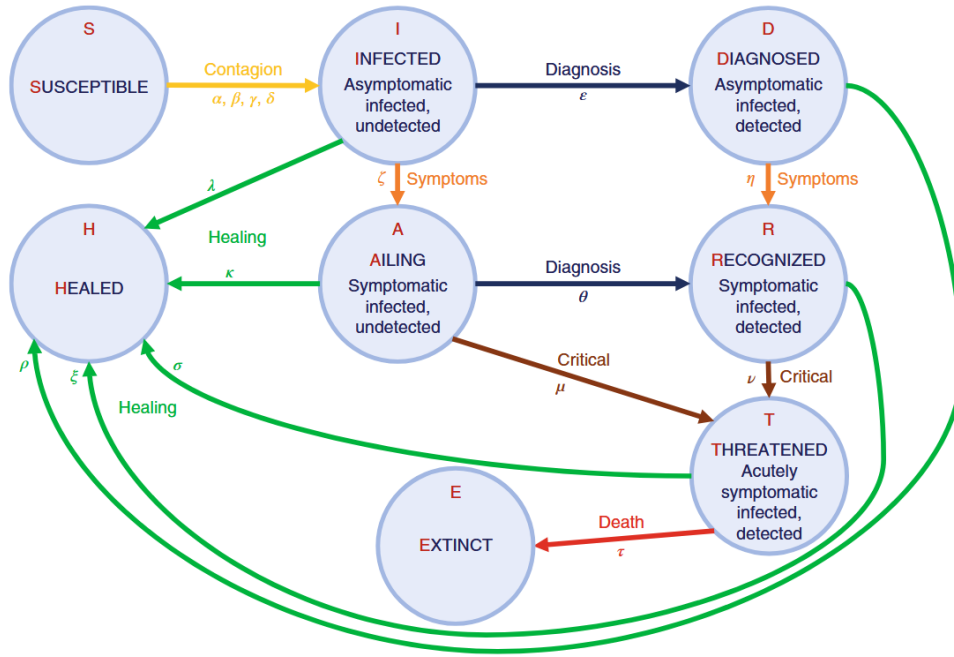 S
SUSCEPTIBLE
Contagion
α, β, γ, δ
I
INFECTED
Asymptomatic
infected,
undetected
Diagnosis
ε
D
DIAGNOSED
Asymptomatic
infected,
detected
λ
ζ Symptoms
η Symptoms
H
HEALED
Healing
κ
A
AILING
Symptomatic
infected,
undetected
Diagnosis
θ
R
RECOGNIZED
Symptomatic
infected,
detected
ρ
ξ
σ
Healing
Critical
μ
ν Critical
T
THREATENED
Acutely
symptomatic
infected,
detected
E
EXTINCT
Death
τ